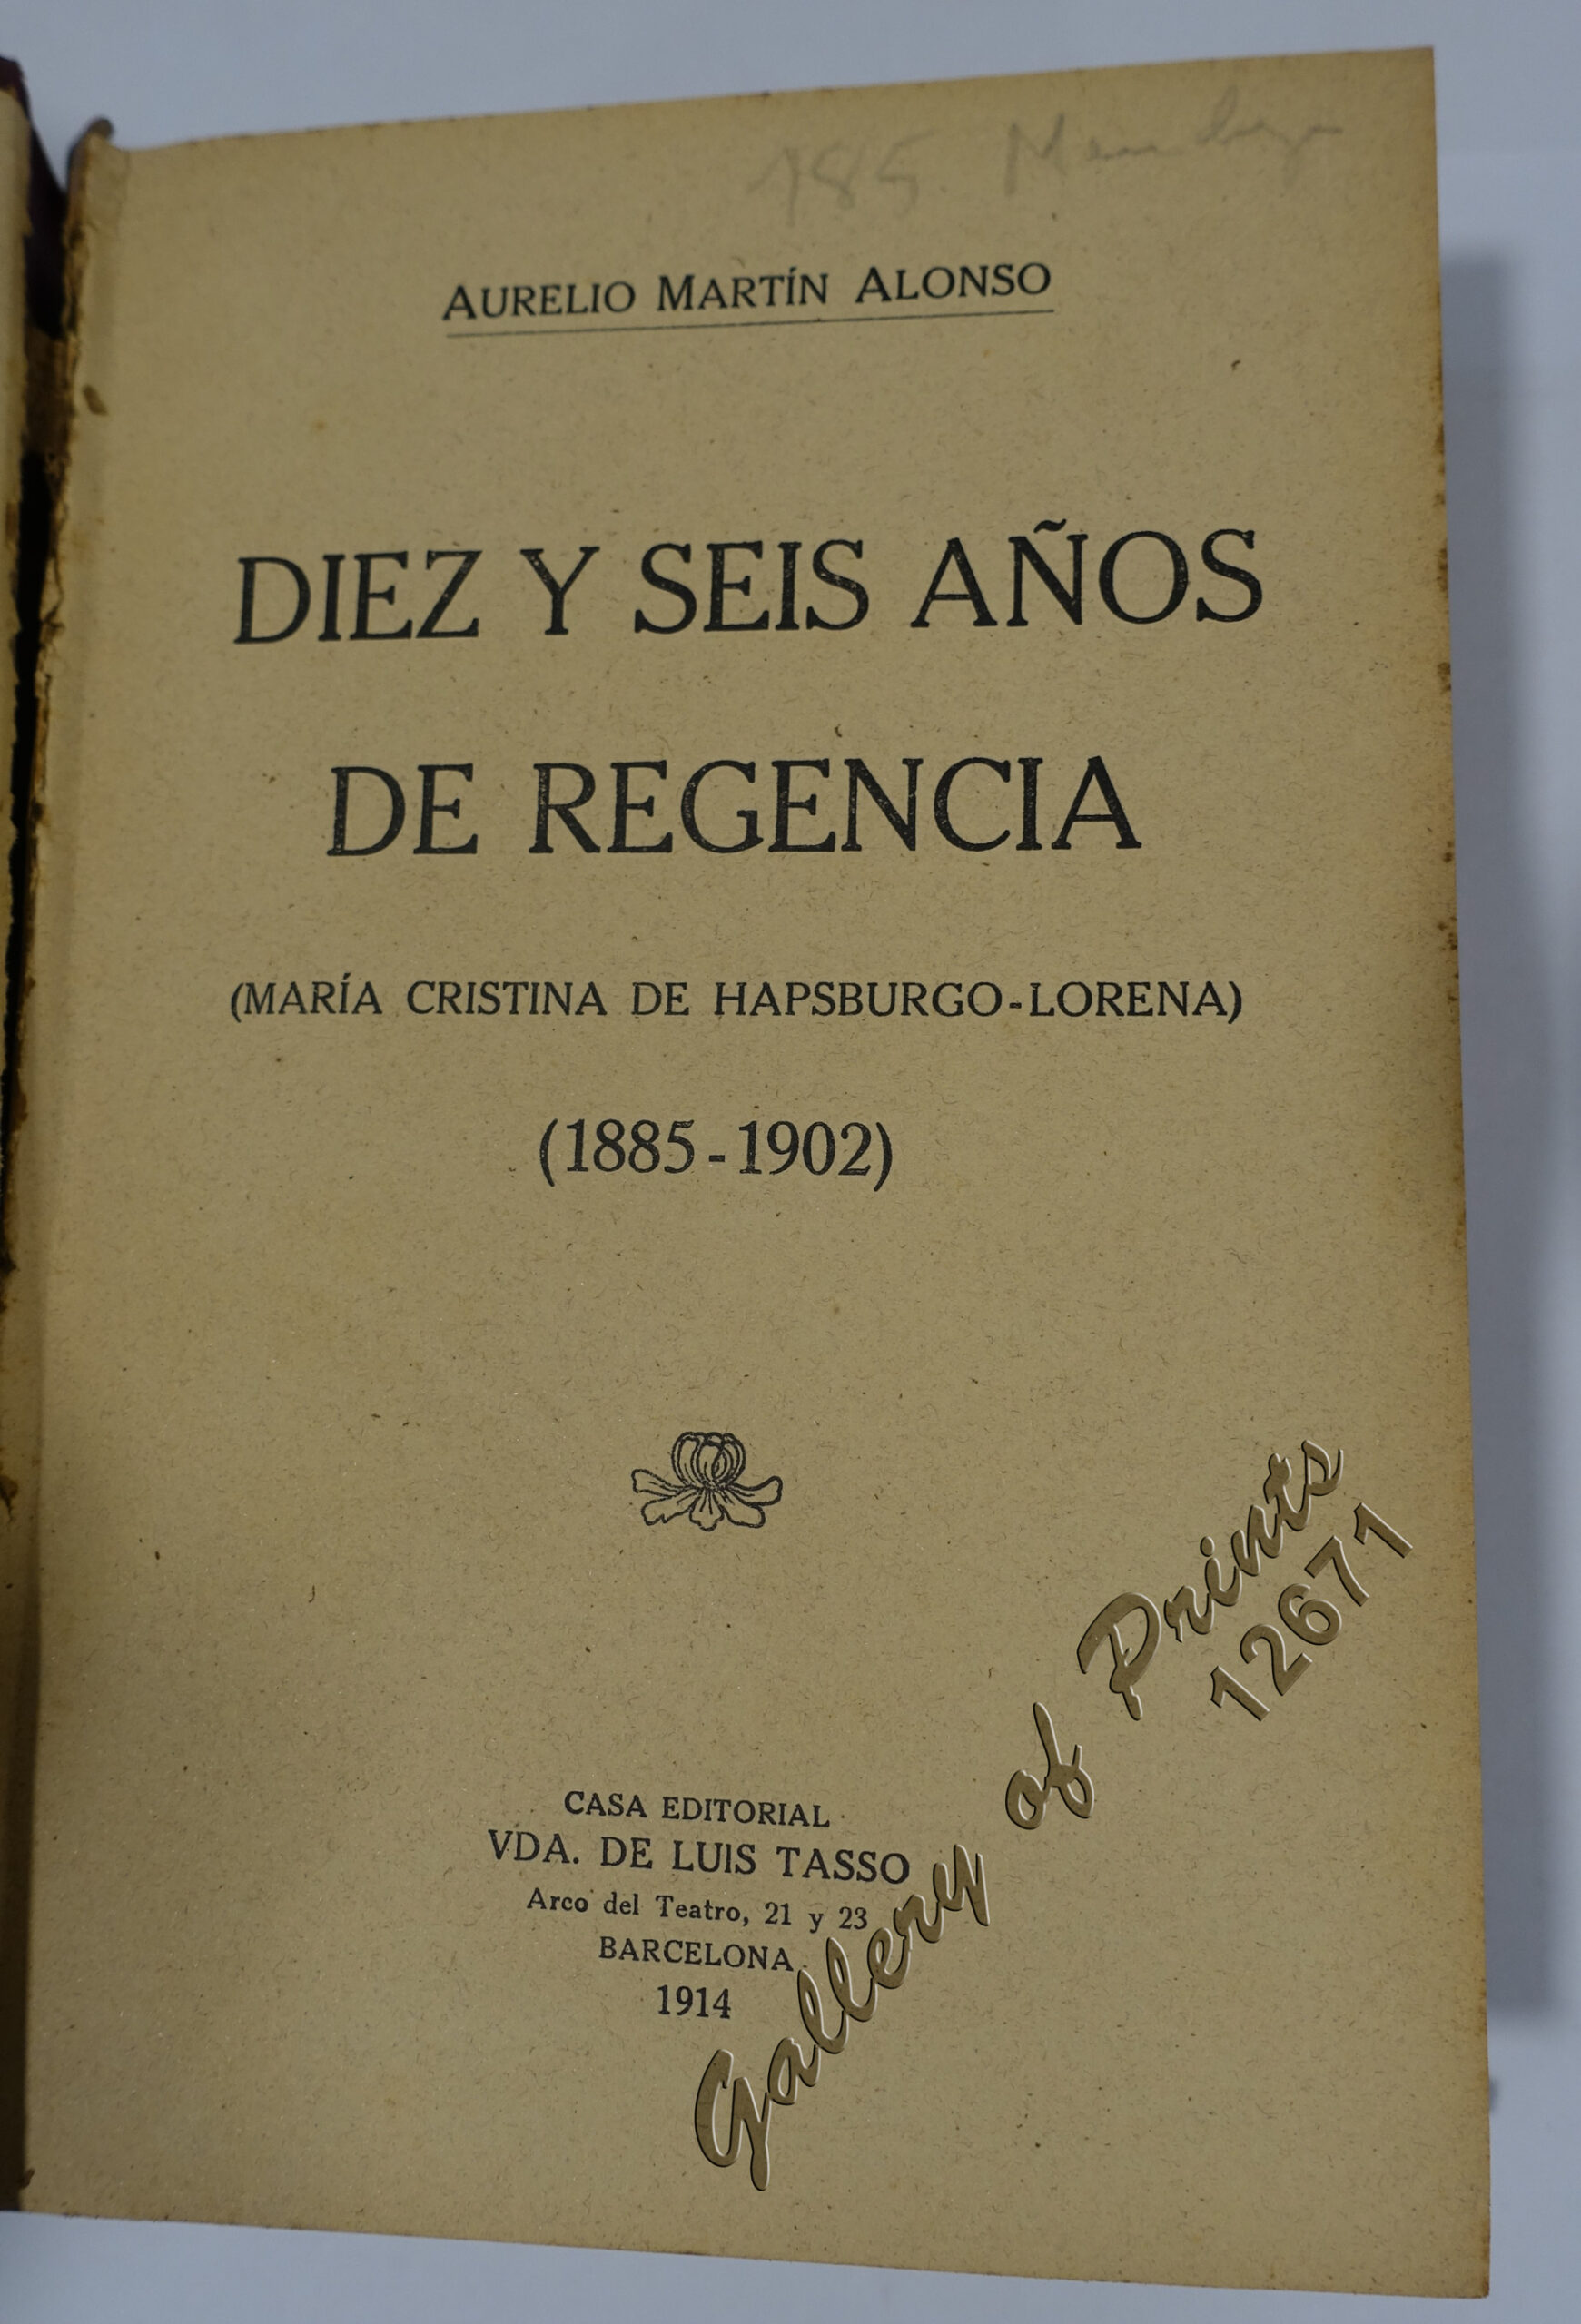 185
AURELIO MARTÍN ALONSO
DIEZ Y SEIS AÑOS
DE REGENCIA
(MARÍA CRISTINA DE HAPSBURGO-LORENA)
(1885-1902)
CASA EDITORIAL
VDA. DE LUIS TASSO
Arco del Teatro, 21 y 23
BARCELONA
1914
Gallery of Prints
12671